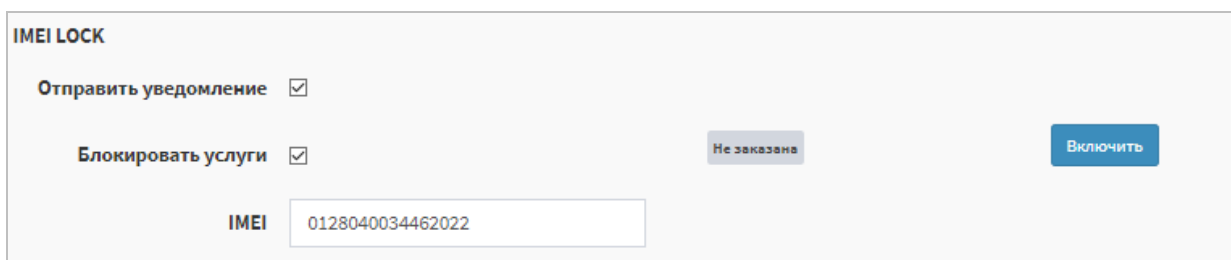 IMEI LOCK
Отправить уведомление
Блокировать услуги
Не заказана
Включить
IMEI
0128040034462022